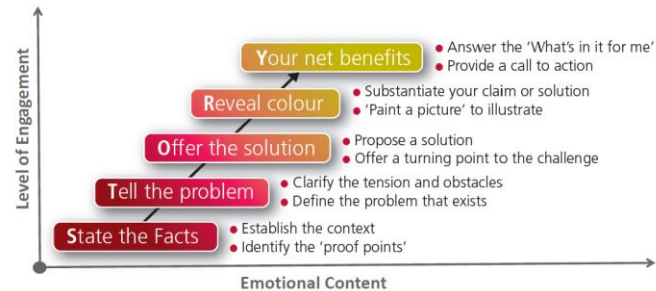 Your net benefits
• Answer the 'What's in it for me'
• Provide a call to action
Reveal colour
• Substantiate your claim or solution
• 'Paint a picture' to illustrate
Offer the solution
• Propose a solution
• Offer a turning point to the challenge
Tell the problem
• Clarify the tension and obstacles
• Define the problem that exists
State the Facts
• Establish the context
• Identify the 'proof points'
Level of Engagement
Emotional Content